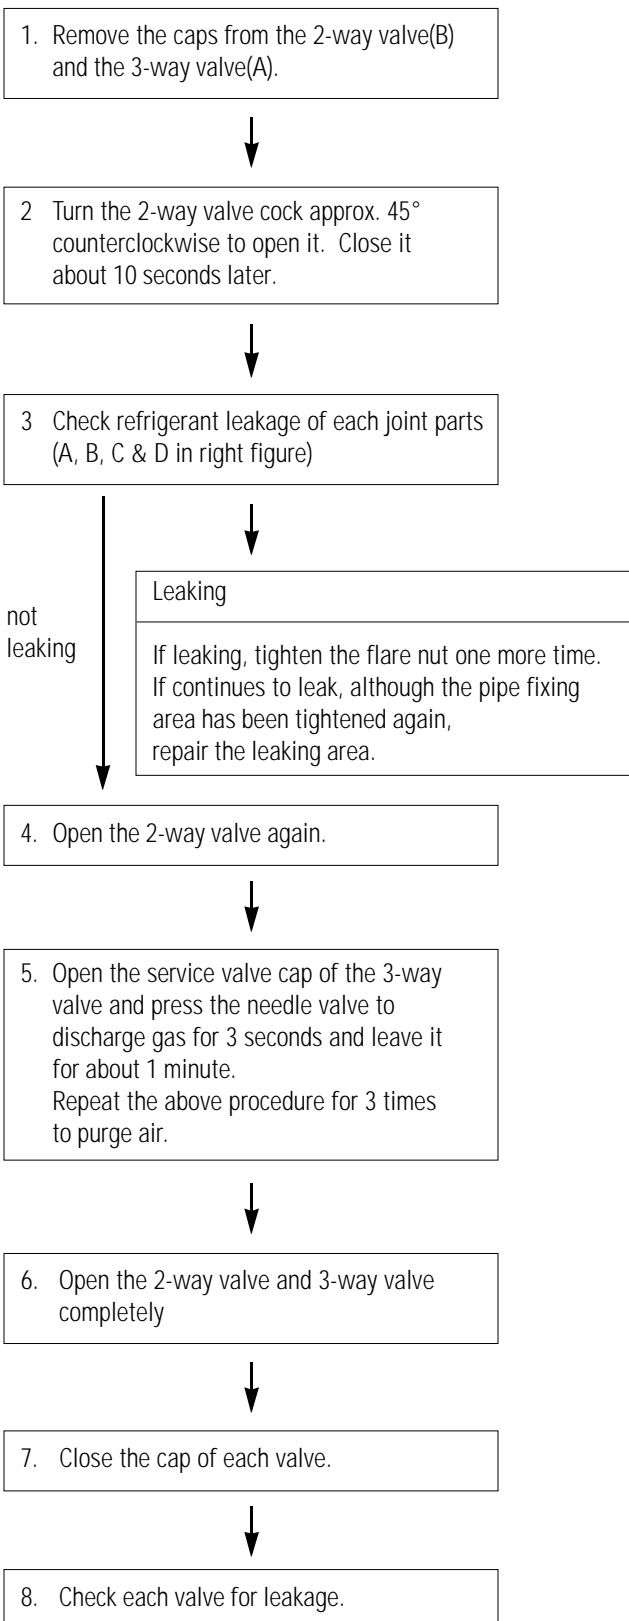 1. Remove the caps from the 2-way valve(B)
and the 3-way valve(A).
2 Turn the 2-way valve cock approx. 45°
counterclockwise to open it. Close it
about 10 seconds later.
3 Check refrigerant leakage of each joint parts
(A, B, C & D in right figure)
not
leaking
Leaking
If leaking, tighten the flare nut one more time.
If continues to leak, although the pipe fixing
area has been tightened again,
repair the leaking area.
4. Open the 2-way valve again.
5. Open the service valve cap of the 3-way
valve and press the needle valve to
discharge gas for 3 seconds and leave it
for about 1 minute.
Repeat the above procedure for 3 times
to purge air.
6. Open the 2-way valve and 3-way valve
completely
7. Close the cap of each valve.
8. Check each valve for leakage.